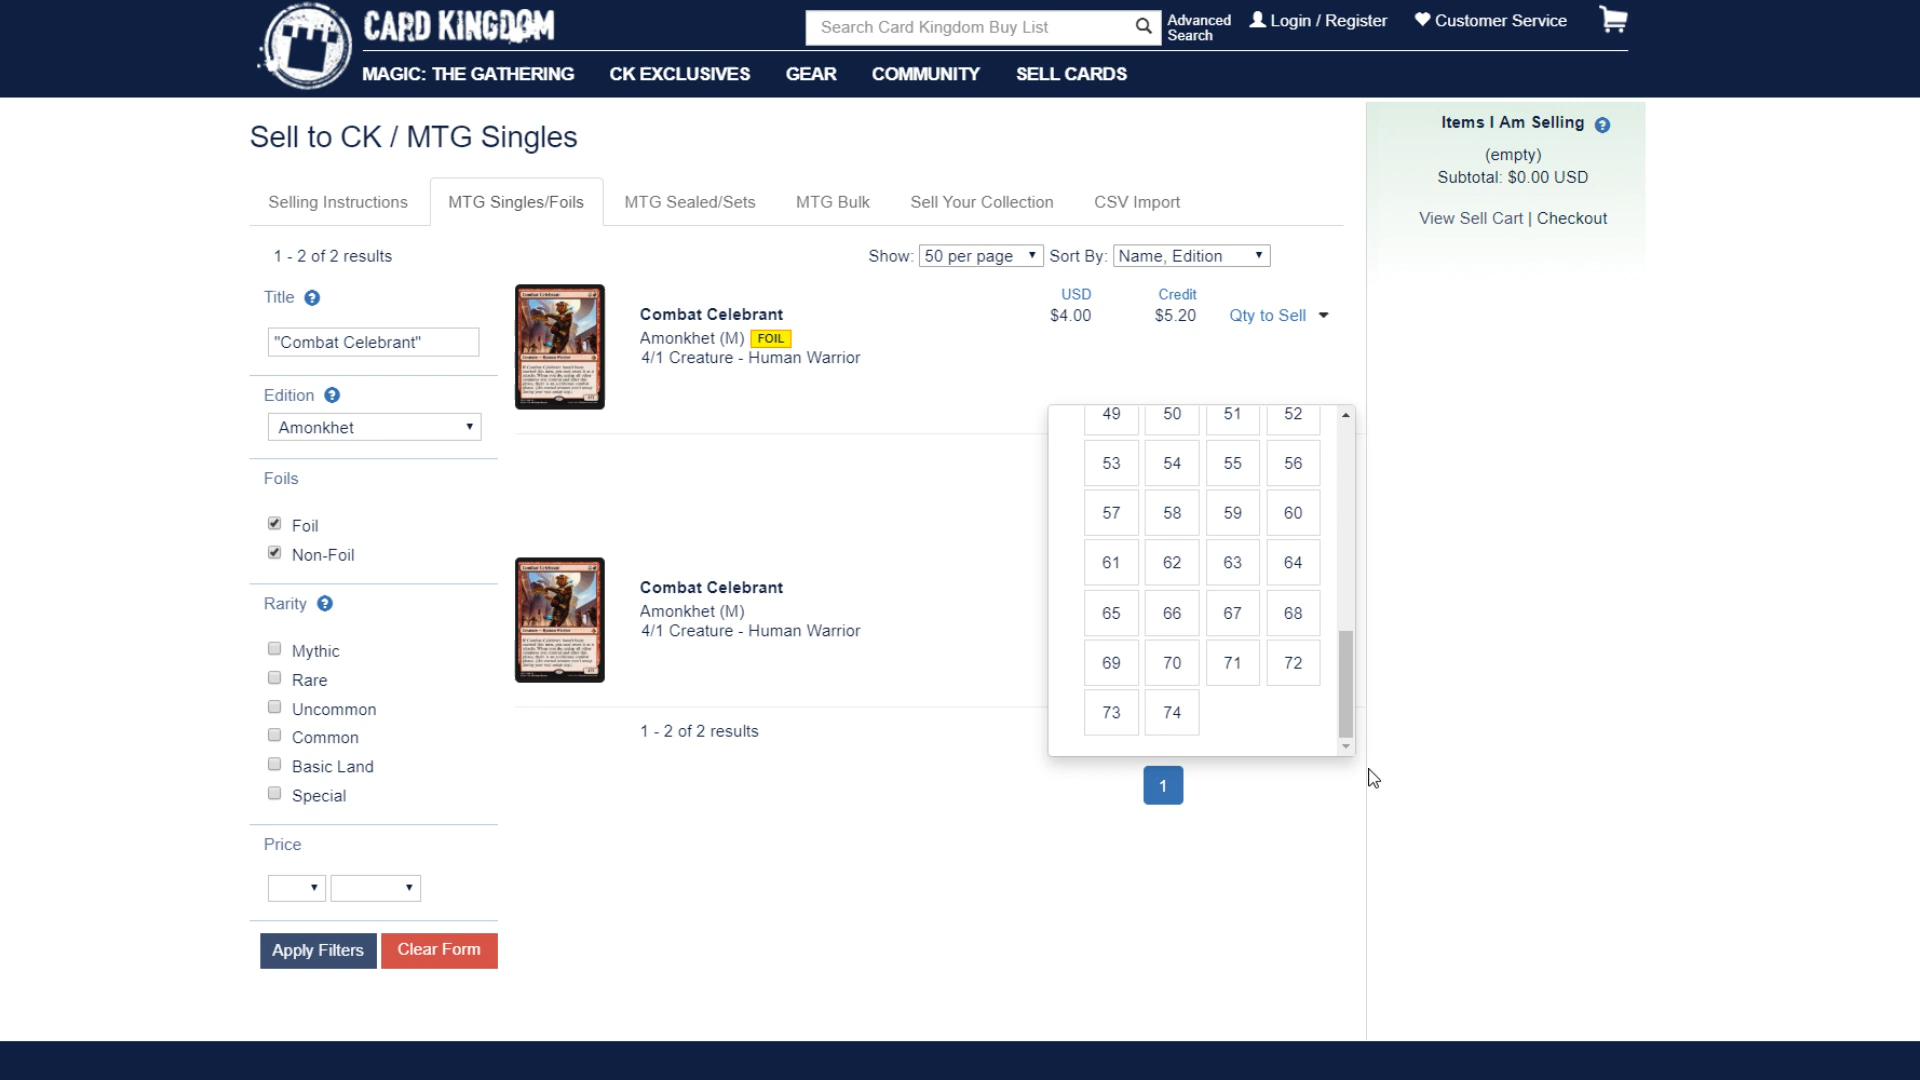 CARD KINGDOM
Search Card Kingdom Buy List
Advanced
Search
Login / Register
Customer Service
MAGIC: THE GATHERING
CK EXCLUSIVES
GEAR
COMMUNITY
SELL CARDS
Sell to CK / MTG Singles
Selling Instructions
MTG Singles/Foils
MTG Sealed/Sets
MTG Bulk
Sell Your Collection
CSV Import
Items I Am Selling ?
(empty)
Subtotal: $0.00 USD
View Sell Cart | Checkout
1 - 2 of 2 results
Show: 50 per page
Sort By: Name, Edition
Title ?
"Combat Celebrant"
Edition ?
Amonkhet
Foils
Foil
Non-Foil
Rarity ?
Mythic
Rare
Uncommon
Common
Basic Land
Special
Price
Apply Filters
Clear Form
Combat Celebrant
Amonkhet (M) FOIL
4/1 Creature - Human Warrior
USD
$4.00
Credit
$5.20
Qty to Sell
49 50 51 52
53 54 55 56
57 58 59 60
61 62 63 64
65 66 67 68
69 70 71 72
73 74
Combat Celebrant
Amonkhet (M)
4/1 Creature - Human Warrior
1 - 2 of 2 results
1